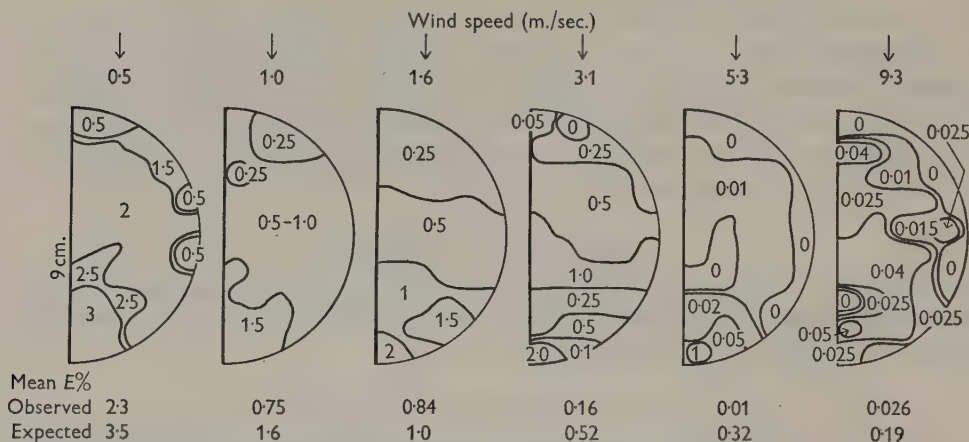 Wind speed (m./sec.)
0·5 1·0 1·6 3·1 5·3 9·3
0·5 1·5 2 0·5 0·5 2·5 2·5 3
9 cm.
0·25 0·25 0·5–1·0 1·5
0·25 0·5 1 1·5 2
0·05 0 0·25 0·5 1·0 0·25 0·5 2·0 0·1
0 0·01 0 0 0·02 0·05 1
0 0·025 0·04 0·01 0 0·025 0·015 0 0·04 0 0·025 0·05 0·025 0·025
Mean E%
Observed 2·3 0·75 0·84 0·16 0·01 0·026
Expected 3·5 1·6 1·0 0·52 0·32 0·19